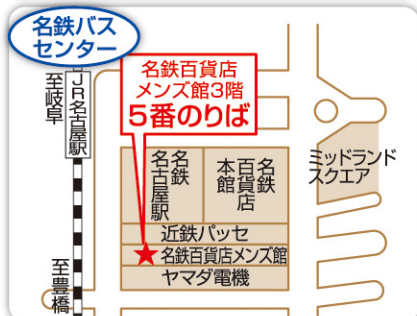 名鉄バス
センター
至岐阜
JR名古屋駅
至豊橋
名鉄百貨店
メンズ館3階
5番のりば
名鉄
名古屋駅
名鉄
百貨店
本館
ミッドランド
スクエア
近鉄パッセ
名鉄百貨店メンズ館
ヤマダ電機